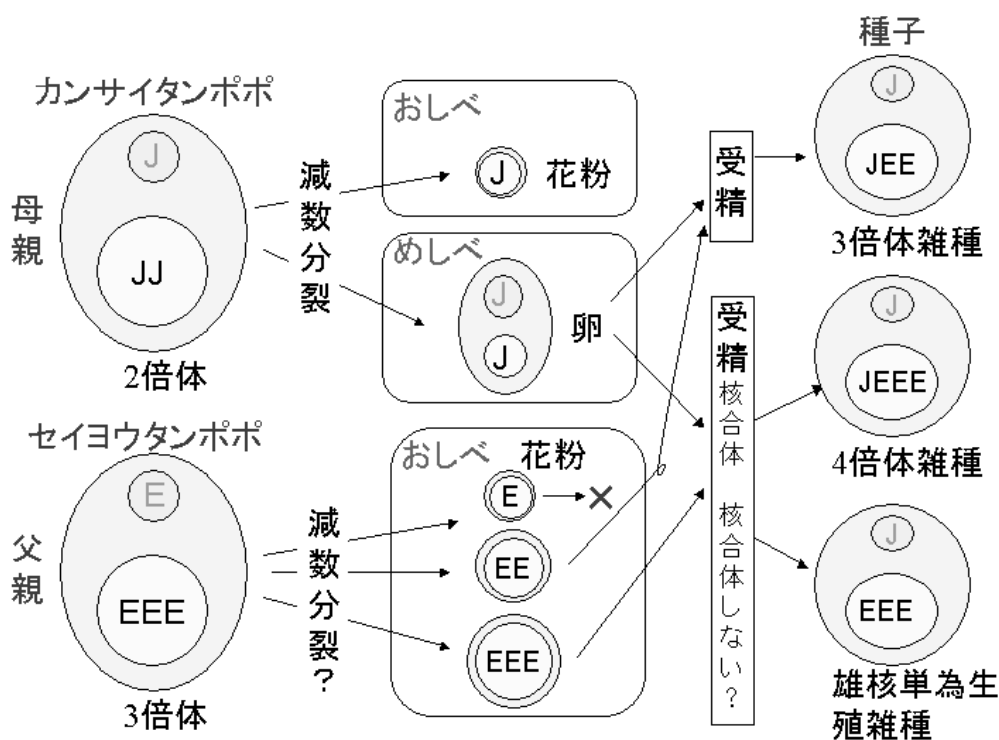 カンサイタンポポ
母親
J
JJ
2倍体
減数分裂
おしべ
J 花粉
めしべ
J
J
卵
セイヨウタンポポ
父親
E
EEE
3倍体
減数分裂?
おしべ 花粉
E ×
EE
EEE
受精
受精 核合体 核合体しない?
種子
J
JEE
3倍体雑種
J
JEEE
4倍体雑種
J
EEE
雄核単為生
殖雑種